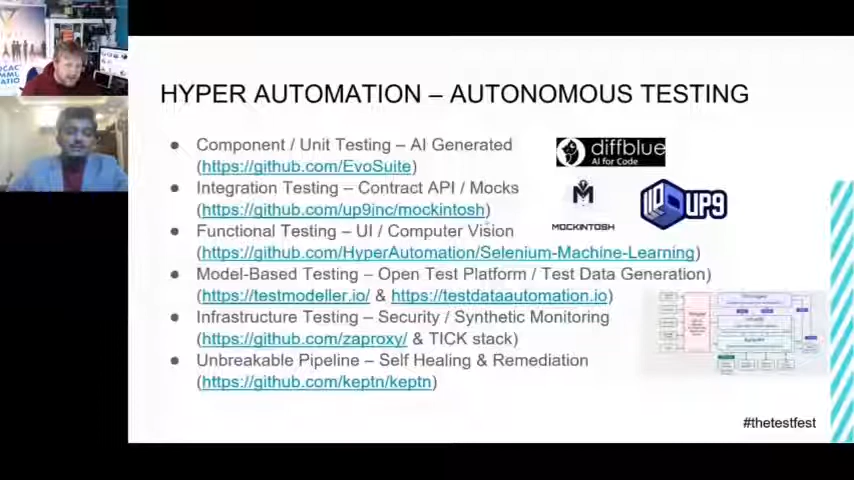 HYPER AUTOMATION – AUTONOMOUS TESTING
● Component / Unit Testing – AI Generated
(https://github.com/EvoSuite)
● Integration Testing – Contract API / Mocks
(https://github.com/up9inc/mockintosh)
● Functional Testing – UI / Computer Vision
(https://github.com/HyperAutomation/Selenium-Machine-Learning)
● Model-Based Testing – Open Test Platform / Test Data Generation)
(https://testmodeller.io/ & https://testdataautomation.io)
● Infrastructure Testing – Security / Synthetic Monitoring
(https://github.com/zaproxy/ & TICK stack)
● Unbreakable Pipeline – Self Healing & Remediation
(https://github.com/keptn/keptn)
diffblue
AI for Code
MOCKINTOSH
UP9
#thetestfest